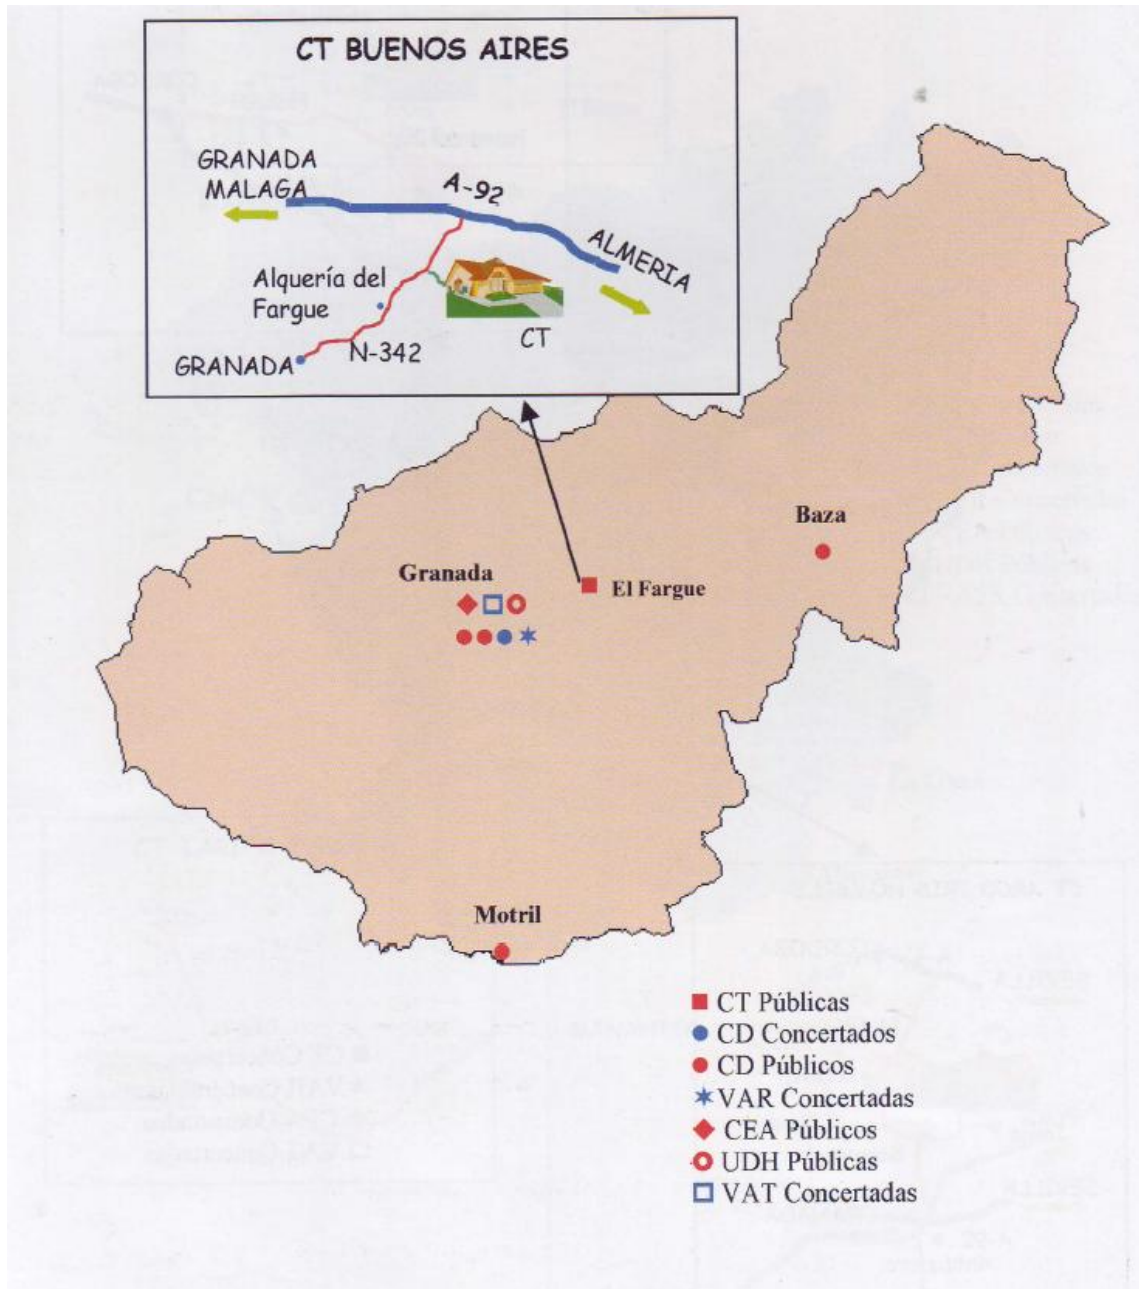 CT BUENOS AIRES
GRANADA
MALAGA
A-92
ALMERIA
Alquería del
Fargue
CT
N-342
GRANADA
Baza
Granada
El Fargue
Motril
CT Públicas
CD Concertados
CD Públicos
VAR Concertadas
CEA Públicos
UDH Públicas
VAT Concertadas